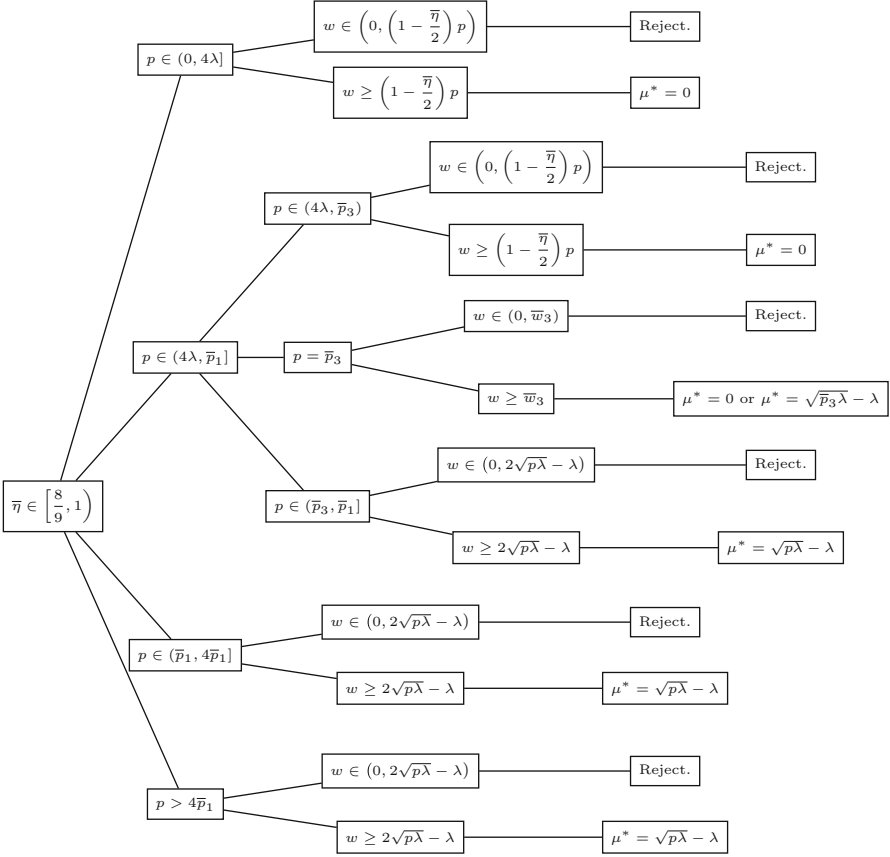 w ∈ (0, (1 − η̅/2) p)
Reject.
p ∈ (0, 4λ]
w ≥ (1 − η̅/2) p
μ* = 0
w ∈ (0, (1 − η̅/2) p)
Reject.
p ∈ (4λ, p̅₃)
w ≥ (1 − η̅/2) p
μ* = 0
w ∈ (0, w̅₃)
Reject.
p ∈ (4λ, p̅₁]
p = p̅₃
w ≥ w̅₃
μ* = 0 or μ* = √(p̅₃λ) − λ
w ∈ (0, 2√(pλ) − λ)
Reject.
η̅ ∈ [8/9, 1)
p ∈ (p̅₃, p̅₁]
w ≥ 2√(pλ) − λ
μ* = √(pλ) − λ
w ∈ (0, 2√(pλ) − λ)
Reject.
p ∈ (p̅₁, 4p̅₁]
w ≥ 2√(pλ) − λ
μ* = √(pλ) − λ
w ∈ (0, 2√(pλ) − λ)
Reject.
p > 4p̅₁
w ≥ 2√(pλ) − λ
μ* = √(pλ) − λ